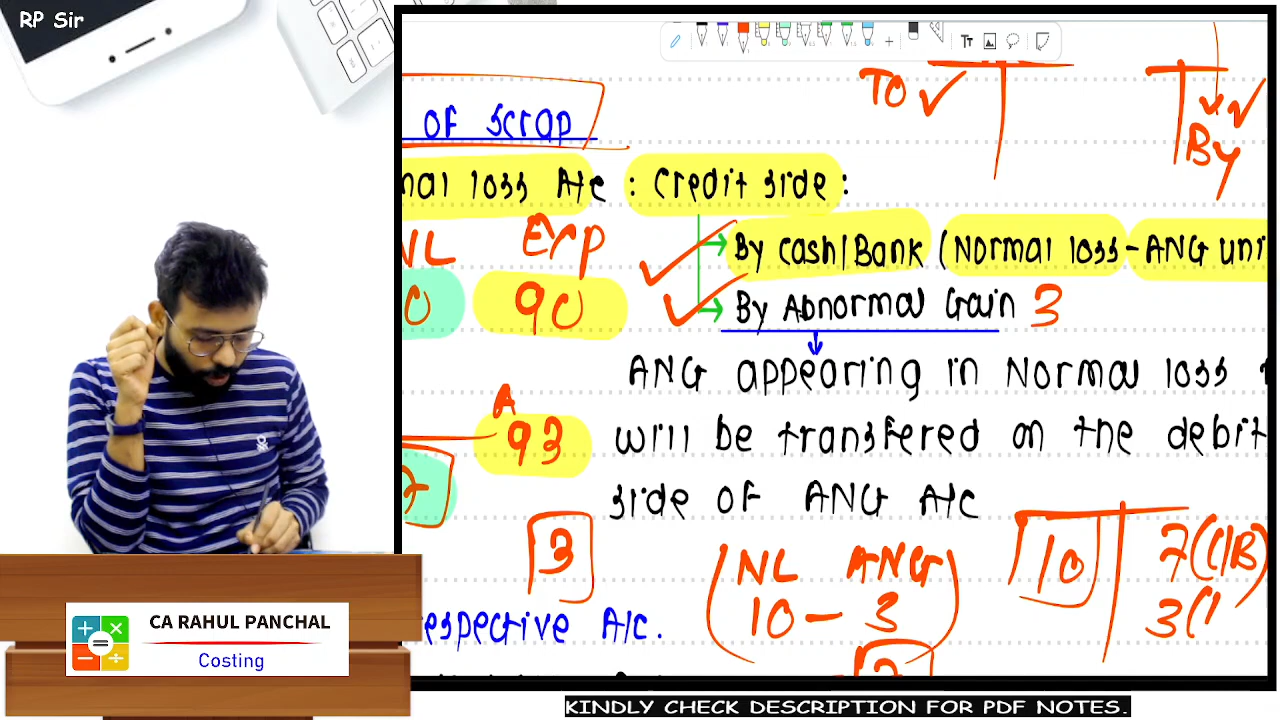 RP Sir
TO
By
OF Scrap
mal loss A/c : Credit side :
NL Exp
0 90
By Cash/Bank (Normal loss - ANG uni
By Abnormal Gain 3
ANG appearing in Normal loss
A
93
will be transfered on the debit
7
side of ANG A/c
3
NL ANG
10 - 3
10
7(C/B)
3(
espective A/c.
CA RAHUL PANCHAL
Costing
KINDLY CHECK DESCRIPTION FOR PDF NOTES.